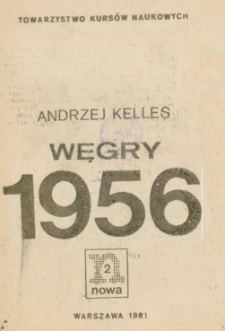 TOWARZYSTWO KURSÓW NAUKOWYCH
ANDRZEJ KELLES
WĘGRY
1956
2
nowa
WARSZAWA 1981